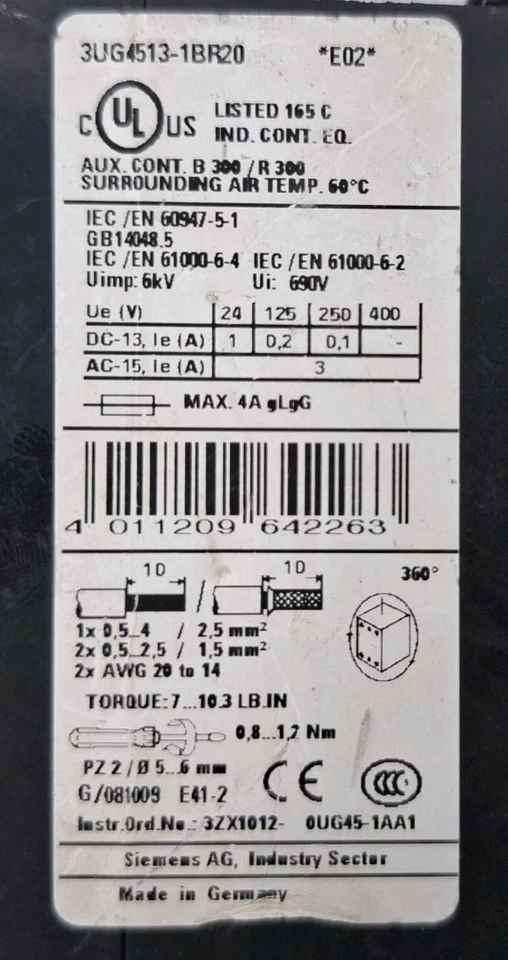 3UG4513-1BR20 *E02*
C UL US LISTED 165 C
IND. CONT. EQ.
AUX. CONT. B 300 / R 300
SURROUNDING AIR TEMP. 60°C
IEC / EN 60947-5-1
GB14048.5
IEC / EN 61000-6-4 IEC / EN 61000-6-2
Uimp: 6kV Ui: 690V
Ue (V) 24 125 250 400
DC-13, Ie (A) 1 0,2 0,1 -
AC-15, Ie (A) 3
MAX. 4A gLgG
4 011209 642263
10 10 360°
1x 0,5...4 / 2,5 mm²
2x 0,5...2,5 / 1,5 mm²
2x AWG 20 to 14
TORQUE: 7...10.3 LB.IN
0,8...1,2 Nm
PZ 2 / Ø 5...6 mm CE CCC
G/081009 E41-2
Instr.Ord.No.: 3ZX1012- 0UG45-1AA1
Siemens AG, Industry Sector
Made in Germany